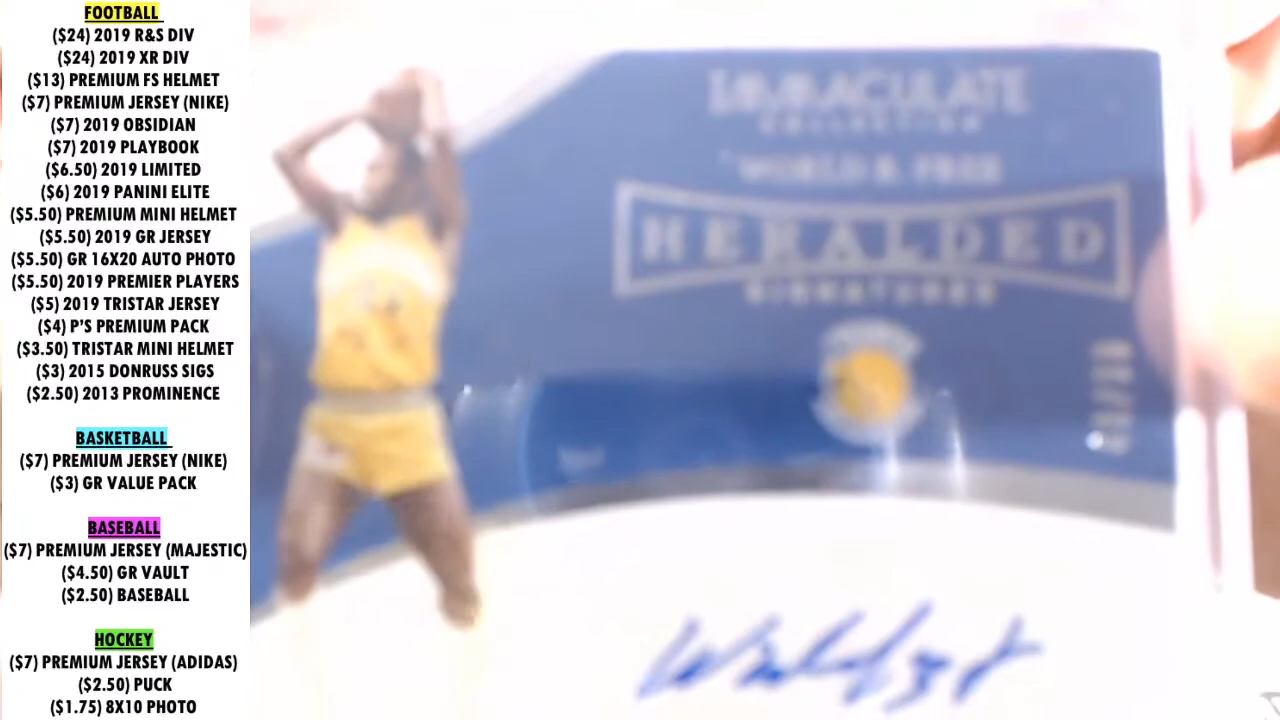 FOOTBALL
($24) 2019 R&S DIV
($24) 2019 XR DIV
($13) PREMIUM FS HELMET
($7) PREMIUM JERSEY (NIKE)
($7) 2019 OBSIDIAN
($7) 2019 PLAYBOOK
($6.50) 2019 LIMITED
($6) 2019 PANINI ELITE
($5.50) PREMIUM MINI HELMET
($5.50) 2019 GR JERSEY
($5.50) GR 16X20 AUTO PHOTO
($5.50) 2019 PREMIER PLAYERS
($5) 2019 TRISTAR JERSEY
($4) P'S PREMIUM PACK
($3.50) TRISTAR MINI HELMET
($3) 2015 DONRUSS SIGS
($2.50) 2013 PROMINENCE
BASKETBALL
($7) PREMIUM JERSEY (NIKE)
($3) GR VALUE PACK
BASEBALL
($7) PREMIUM JERSEY (MAJESTIC)
($4.50) GR VAULT
($2.50) BASEBALL
HOCKEY
($7) PREMIUM JERSEY (ADIDAS)
($2.50) PUCK
($1.75) 8X10 PHOTO
IMMACULATE
COLLECTION
WORLD B. FREE
HERALDED
SIGNATURES